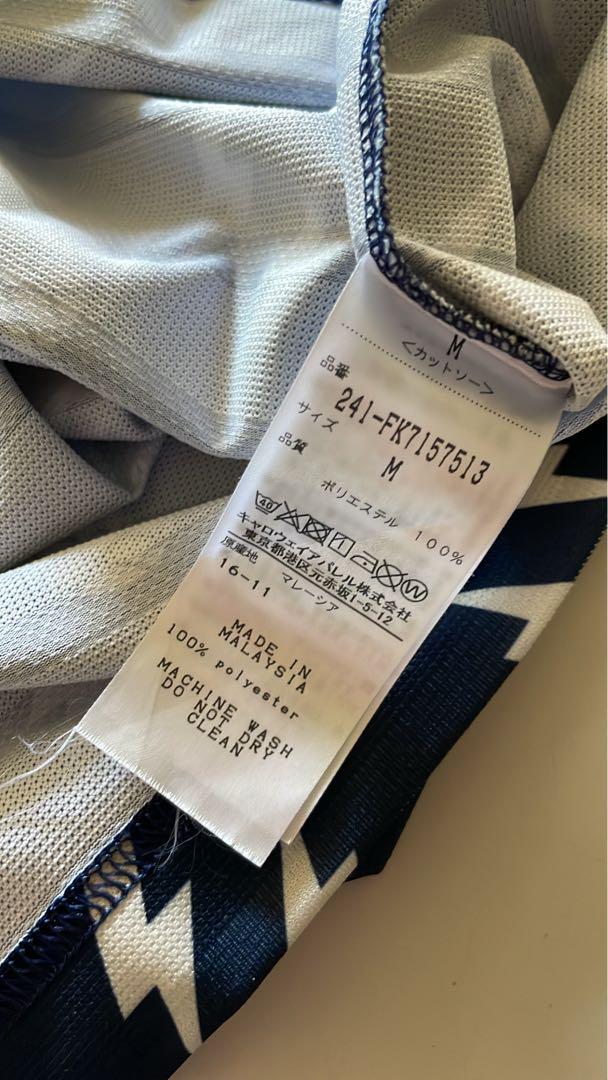 M
<カットソー>
品番
241-FK7157513
サイズ
M
品質
ポリエステル 100%
40
W
キャロウェイアパレル株式会社
東京都港区元赤坂1-5-12
原産地 マレーシア
16-11
MADE IN
MALAYSIA
100% polyester
MACHINE WASH
DO NOT DRY
CLEAN